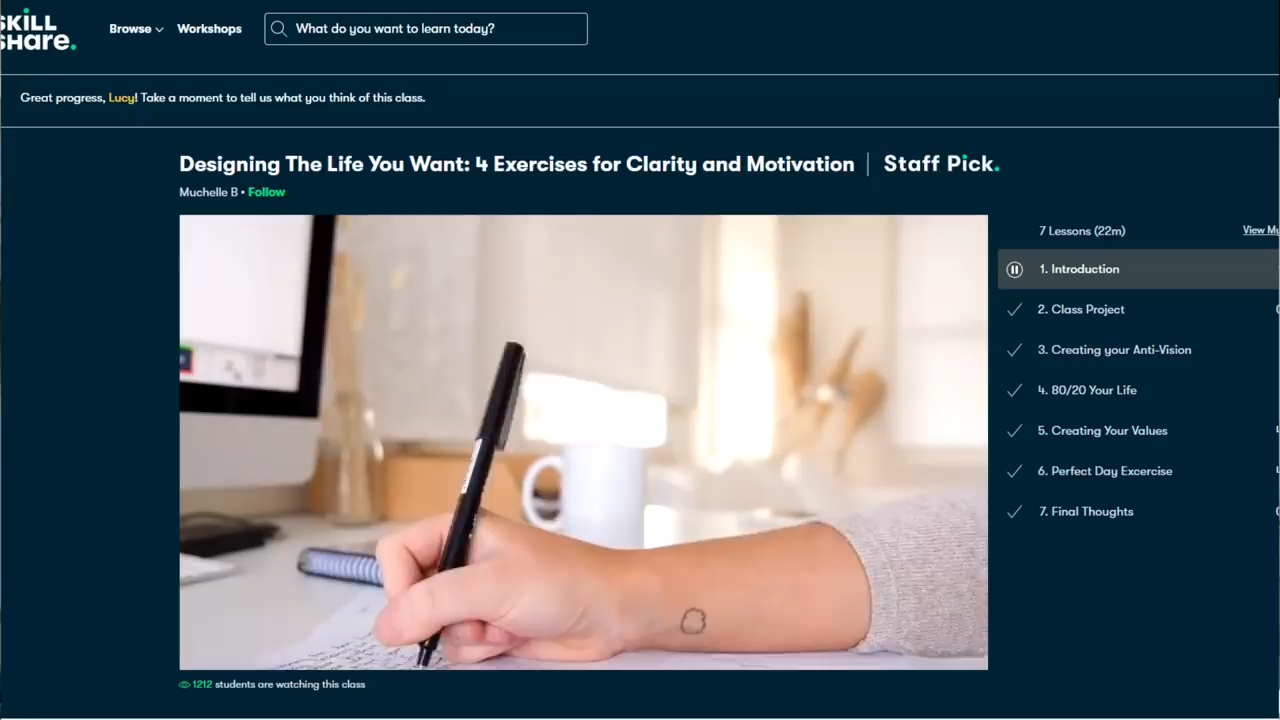 SKILL
SHare.
Browse
Workshops
What do you want to learn today?
Great progress, Lucy! Take a moment to tell us what you think of this class.
Designing The Life You Want: 4 Exercises for Clarity and Motivation | Staff Pick.
Muchelle B • Follow
7 Lessons (22m)
View My
1. Introduction
2. Class Project
3. Creating your Anti-Vision
4. 80/20 Your Life
5. Creating Your Values
6. Perfect Day Excercise
7. Final Thoughts
1212 students are watching this class